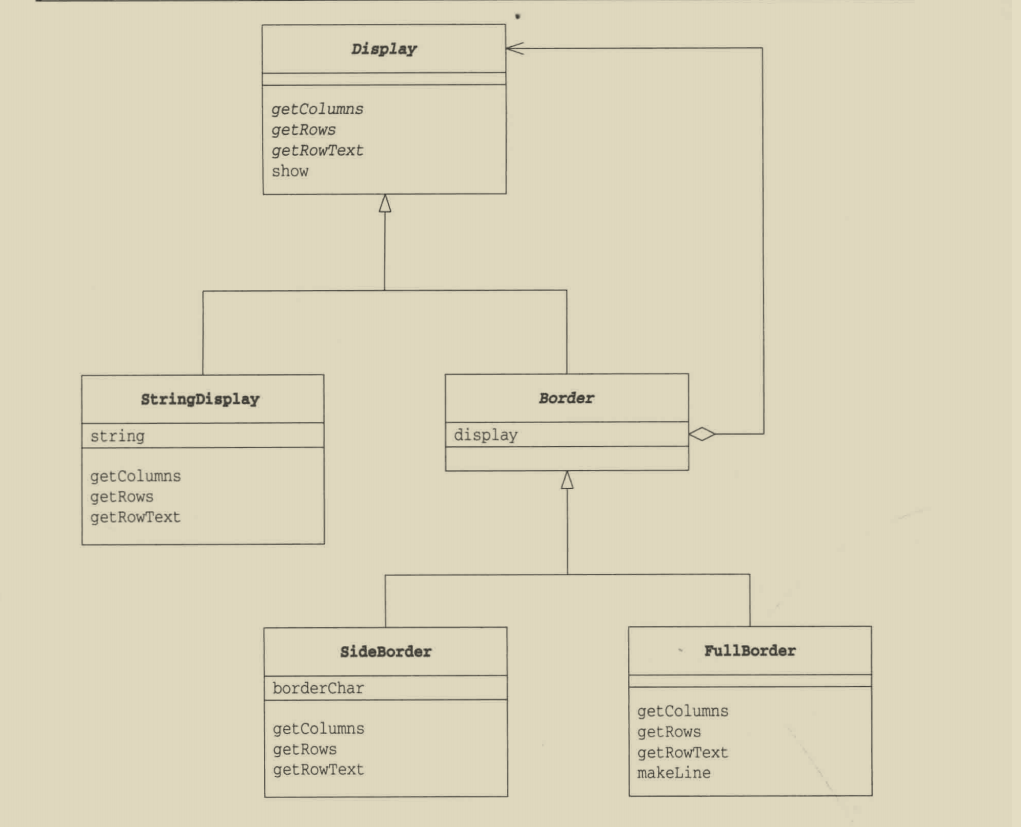 Display
getColumns
getRows
getRowText
show
StringDisplay
string
getColumns
getRows
getRowText
Border
display
SideBorder
borderChar
getColumns
getRows
getRowText
FullBorder
getColumns
getRows
getRowText
makeLine